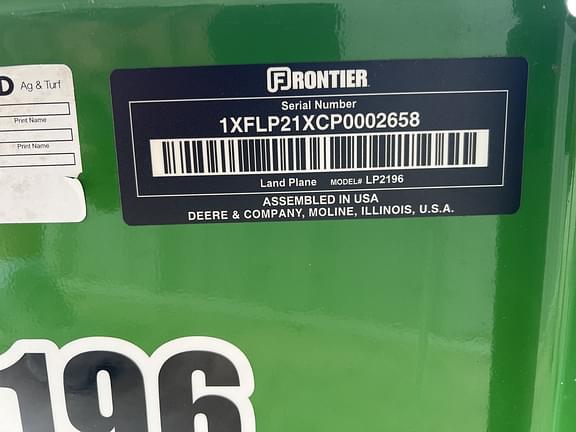 D Ag & Turf
Print Name
Print Name
FRONTIER
Serial Number
1XFLP21XCP0002658
Land Plane MODEL# LP2196
ASSEMBLED IN USA
DEERE & COMPANY, MOLINE, ILLINOIS, U.S.A.
196